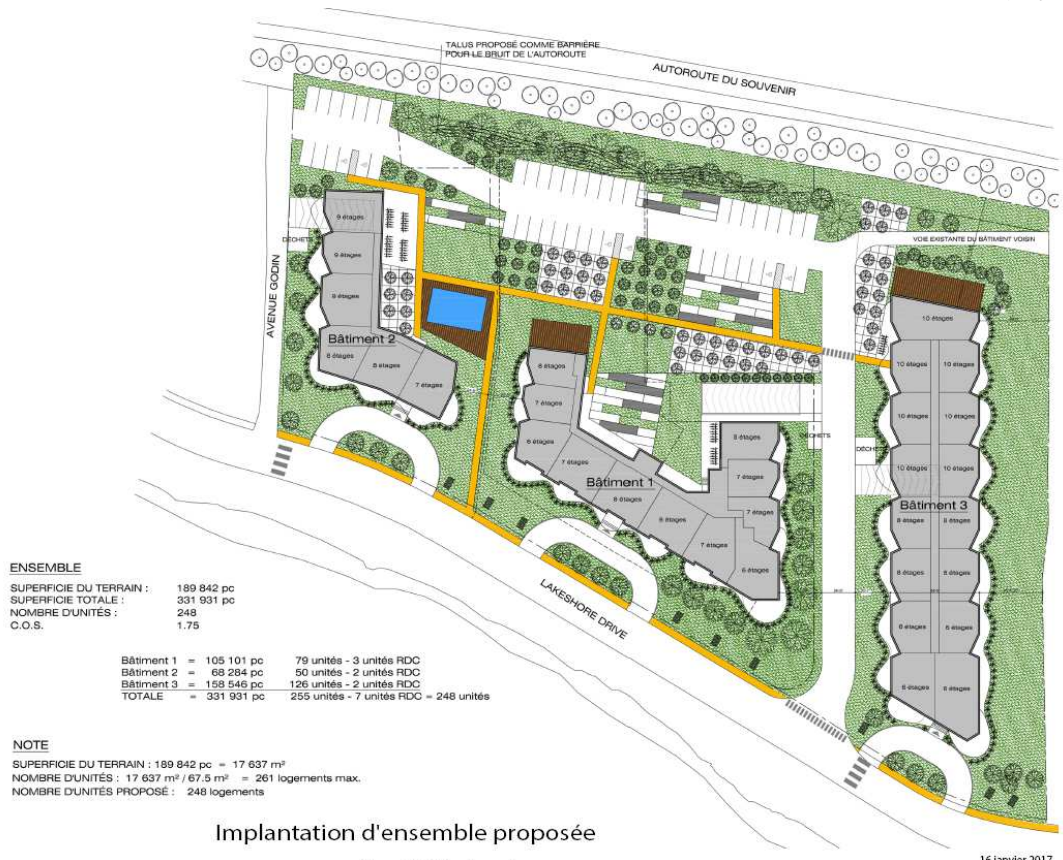 TALUS PROPOSÉ COMME BARRIÈRE
POUR LE BRUIT DE L'AUTOROUTE
AUTOROUTE DU SOUVENIR
VOIE EXISTANTE DU BÂTIMENT VOISIN
AVENUE GODIN
DÉCHETS
9 étages
9 étages
9 étages
Bâtiment 2
8 étages
7 étages
10 étages
10 étages 10 étages
10 étages 10 étages
10 étages 10 étages
Bâtiment 3
8 étages 8 étages
8 étages 8 étages
6 étages 6 étages
6 étages 6 étages
DÉCHETS
7 étages
6 étages
7 étages
Bâtiment 1
7 étages
6 étages
7 étages
7 étages
DÉCHETS
LAKESHORE DRIVE
ENSEMBLE
SUPERFICIE DU TERRAIN : 189 842 pc
SUPERFICIE TOTALE : 331 931 pc
NOMBRE D'UNITÉS : 248
C.O.S. 1.75
Bâtiment 1 = 105 101 pc 79 unités - 3 unités RDC
Bâtiment 2 = 68 284 pc 50 unités - 2 unités RDC
Bâtiment 3 = 158 546 pc 126 unités - 2 unités RDC
TOTALE = 331 931 pc 255 unités - 7 unités RDC = 248 unités
NOTE
SUPERFICIE DU TERRAIN : 189 842 pc = 17 637 m²
NOMBRE D'UNITÉS : 17 637 m² / 67.5 m² = 261 logements max.
NOMBRE D'UNITÉS PROPOSÉ : 248 logements
Implantation d'ensemble proposée
16 janvier 2017